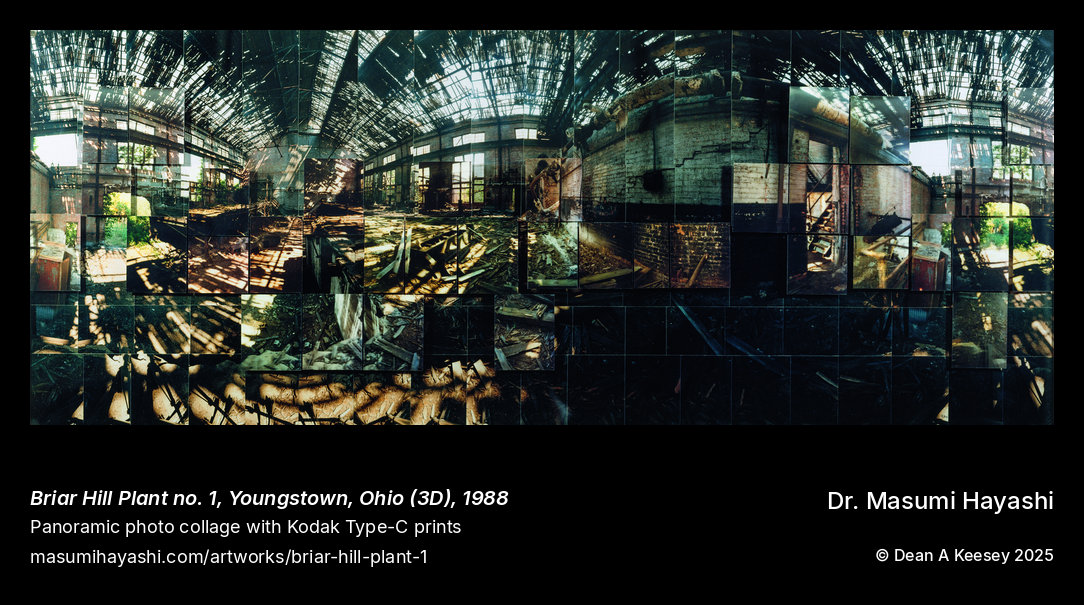 Briar Hill Plant no. 1, Youngstown, Ohio (3D), 1988
Panoramic photo collage with Kodak Type-C prints
masumihayashi.com/artworks/briar-hill-plant-1
Dr. Masumi Hayashi
© Dean A Keesey 2025